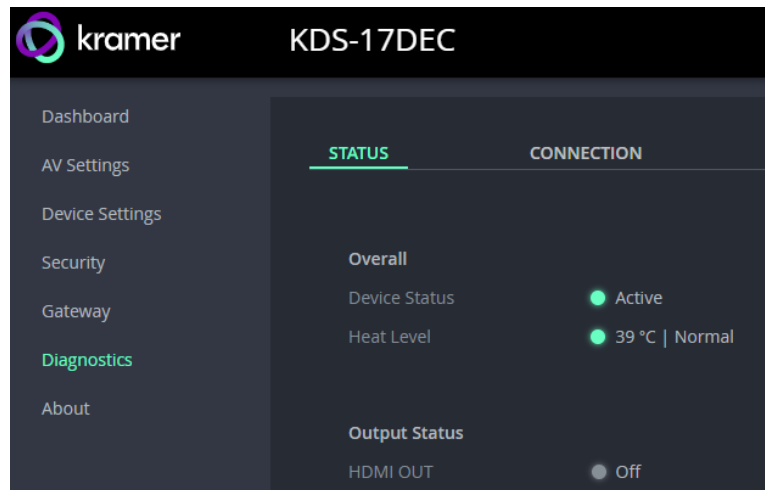 kramer KDS-17DEC
Dashboard
AV Settings
Device Settings
Security
Gateway
Diagnostics
About
STATUS CONNECTION
Overall
Device Status Active
Heat Level 39 °C | Normal
Output Status
HDMI OUT Off